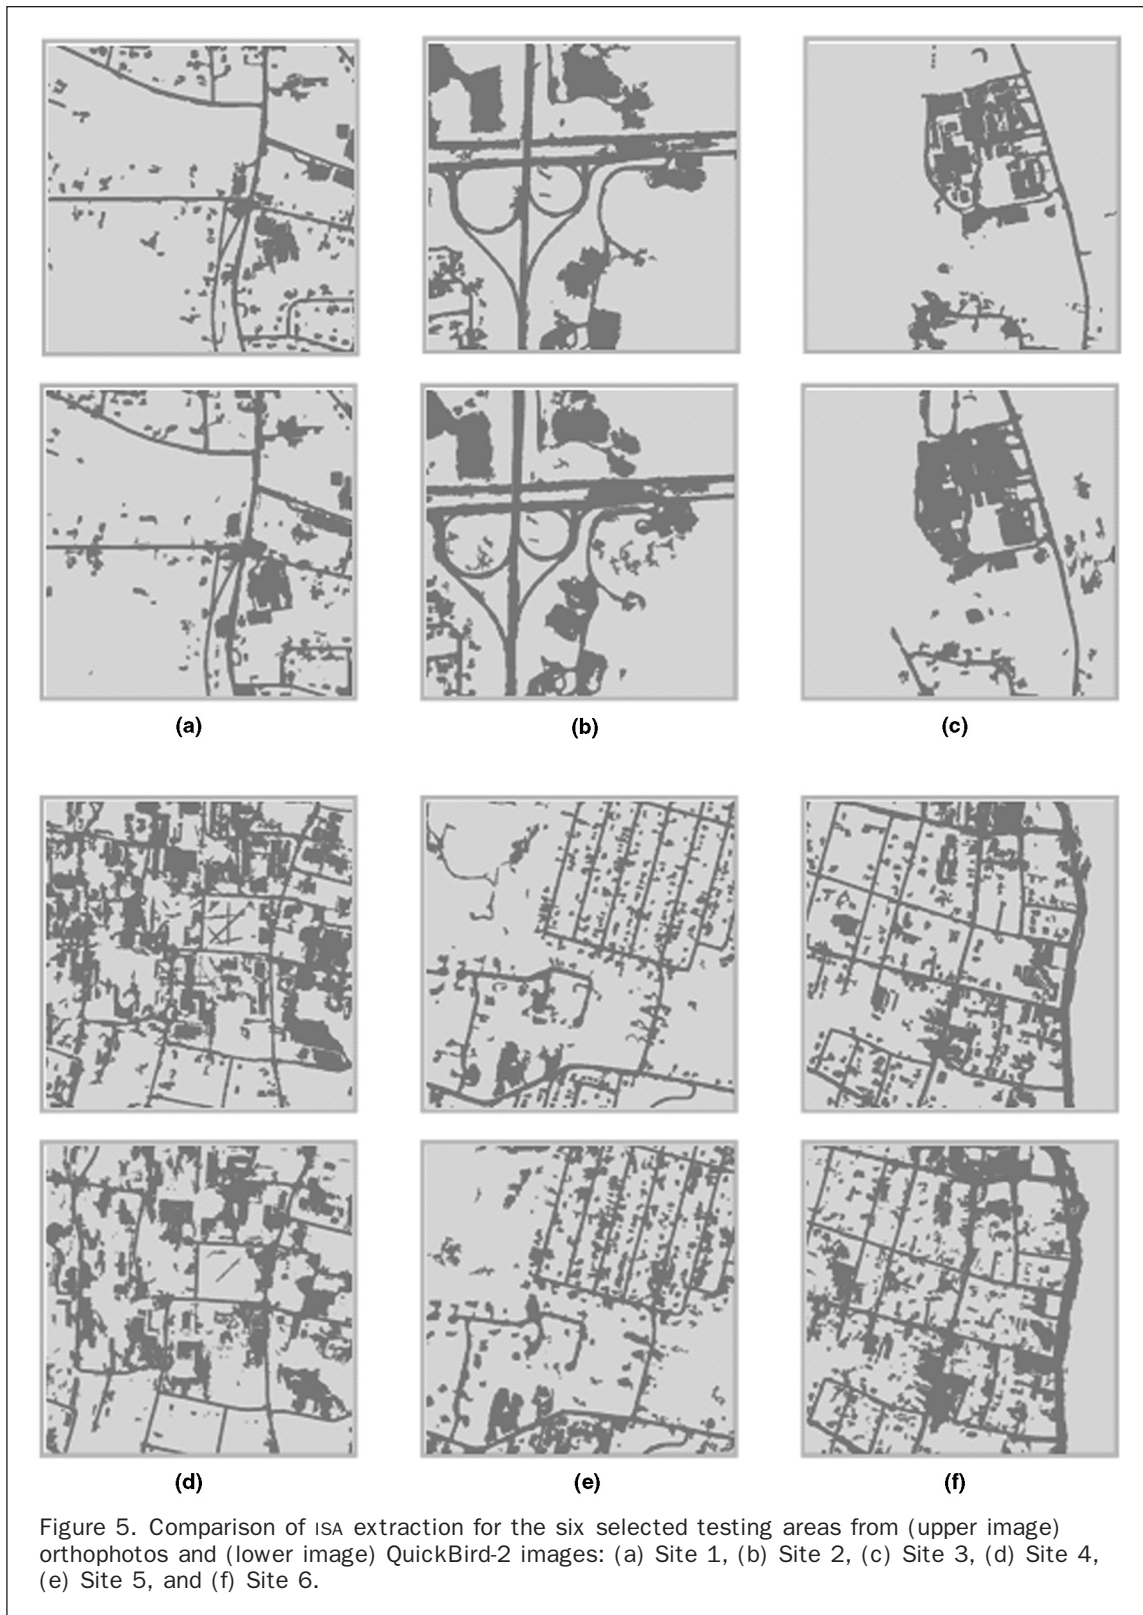 (a)
(b)
(c)
(d)
(e)
(f)
Figure 5. Comparison of ISA extraction for the six selected testing areas from (upper image)
orthophotos and (lower image) QuickBird-2 images: (a) Site 1, (b) Site 2, (c) Site 3, (d) Site 4,
(e) Site 5, and (f) Site 6.